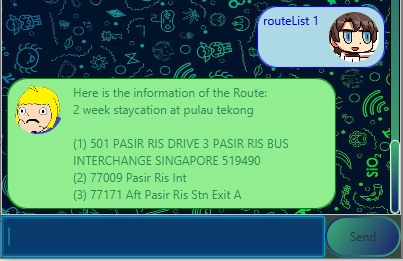 routeList 1
Here is the information of the Route:
2 week staycation at pulau tekong
(1) 501 PASIR RIS DRIVE 3 PASIR RIS BUS
INTERCHANGE SINGAPORE 519490
(2) 77009 Pasir Ris Int
(3) 77171 Aft Pasir Ris Stn Exit A
SiO₂
Send